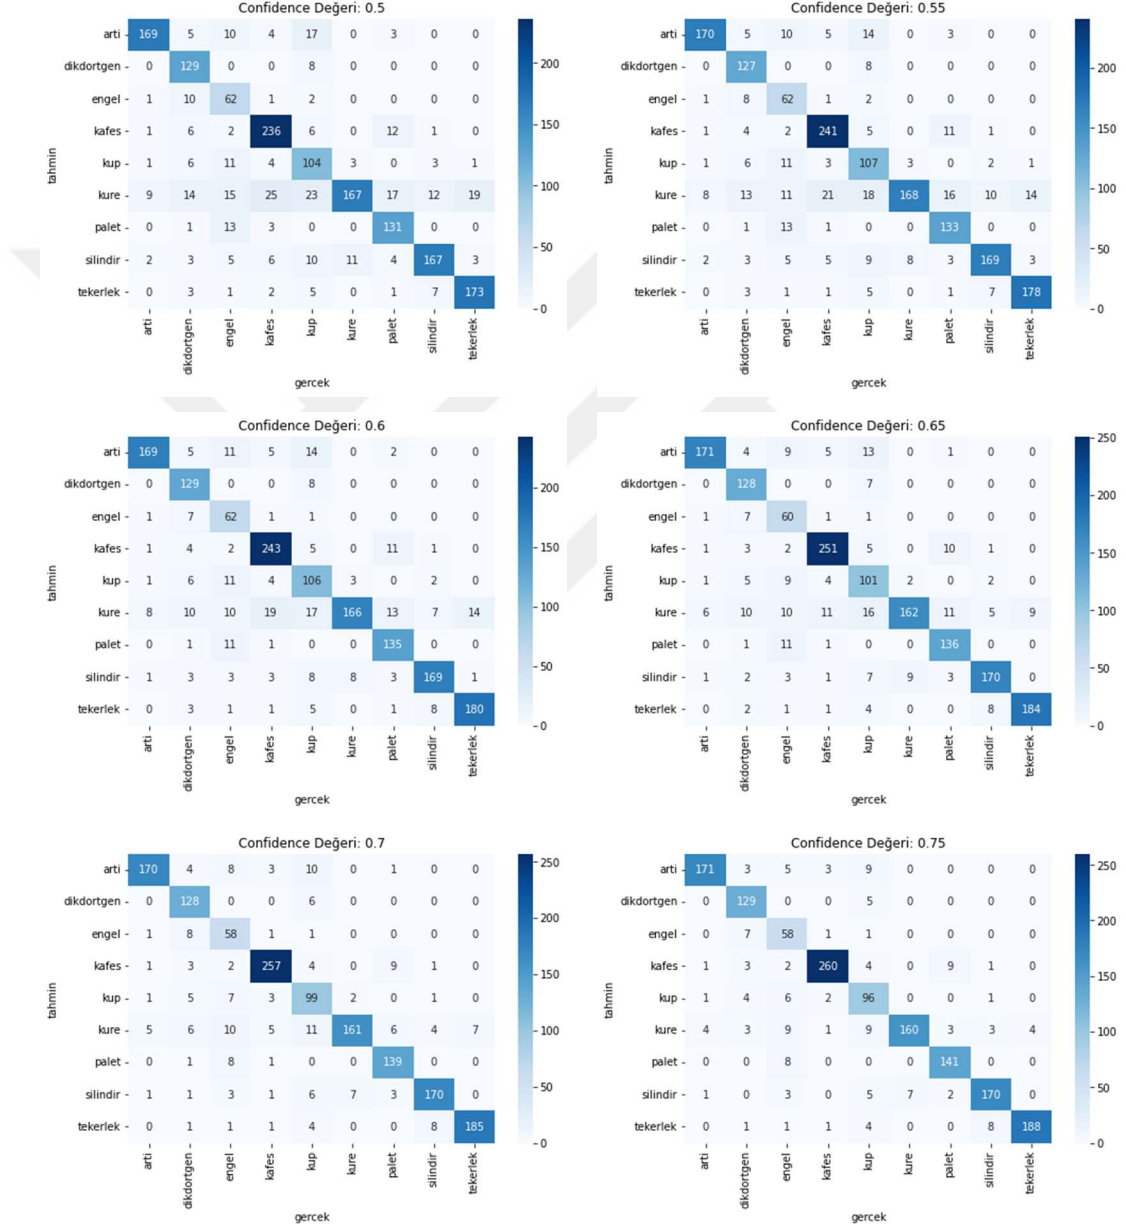 Confidence Değeri: 0.5
arti 169 5 10 4 17 0 3 0 0
dikdortgen 0 129 0 0 8 0 0 0 0
engel 1 10 62 1 2 0 0 0 0
kafes 1 6 2 236 6 0 12 1 0
kup 1 6 11 4 104 3 0 3 1
kure 9 14 15 25 23 167 17 12 19
palet 0 1 13 3 0 0 131 0 0
silindir 2 3 5 6 10 11 4 167 3
tekerlek 0 3 1 2 5 0 1 7 173
tahmin
arti dikdortgen engel kafes kup kure palet silindir tekerlek
gercek
200
150
100
50
0
Confidence Değeri: 0.55
arti 170 5 10 5 14 0 3 0 0
dikdortgen 0 127 0 0 8 0 0 0 0
engel 1 8 62 1 2 0 0 0 0
kafes 1 4 2 241 5 0 11 1 0
kup 1 6 11 3 107 3 0 2 1
kure 8 13 11 21 18 168 16 10 14
palet 0 1 13 1 0 0 133 0 0
silindir 2 3 5 5 9 8 3 169 3
tekerlek 0 3 1 1 5 0 1 7 178
tahmin
arti dikdortgen engel kafes kup kure palet silindir tekerlek
gercek
200
150
100
50
0
Confidence Değeri: 0.6
arti 169 5 11 5 14 0 2 0 0
dikdortgen 0 129 0 0 8 0 0 0 0
engel 1 7 62 1 1 0 0 0 0
kafes 1 4 2 243 5 0 11 1 0
kup 1 6 11 4 106 3 0 2 0
kure 8 10 10 19 17 166 13 7 14
palet 0 1 11 1 0 0 135 0 0
silindir 1 3 3 3 8 8 3 169 1
tekerlek 0 3 1 1 5 0 1 8 180
tahmin
arti dikdortgen engel kafes kup kure palet silindir tekerlek
gercek
200
150
100
50
0
Confidence Değeri: 0.65
arti 171 4 9 5 13 0 1 0 0
dikdortgen 0 128 0 0 7 0 0 0 0
engel 1 7 60 1 1 0 0 0 0
kafes 1 3 2 251 5 0 10 1 0
kup 1 5 9 4 101 2 0 2 0
kure 6 10 10 11 16 162 11 5 9
palet 0 1 11 1 0 0 136 0 0
silindir 1 2 3 1 7 9 3 170 0
tekerlek 0 2 1 1 4 0 0 8 184
tahmin
arti dikdortgen engel kafes kup kure palet silindir tekerlek
gercek
250
200
150
100
50
0
Confidence Değeri: 0.7
arti 170 4 8 3 10 0 1 0 0
dikdortgen 0 128 0 0 6 0 0 0 0
engel 1 8 58 1 1 0 0 0 0
kafes 1 3 2 257 4 0 9 1 0
kup 1 5 7 3 99 2 0 1 0
kure 5 6 10 5 11 161 6 4 7
palet 0 1 8 1 0 0 139 0 0
silindir 1 1 3 1 6 7 3 170 0
tekerlek 0 1 1 1 4 0 0 8 185
tahmin
arti dikdortgen engel kafes kup kure palet silindir tekerlek
gercek
250
200
150
100
50
0
Confidence Değeri: 0.75
arti 171 3 5 3 9 0 0 0 0
dikdortgen 0 129 0 0 5 0 0 0 0
engel 0 7 58 1 1 0 0 0 0
kafes 1 3 2 260 4 0 9 1 0
kup 1 4 6 2 96 0 0 1 0
kure 4 3 9 1 9 160 3 3 4
palet 0 0 8 0 0 0 141 0 0
silindir 1 0 3 0 5 7 2 170 0
tekerlek 0 1 1 1 4 0 0 8 188
tahmin
arti dikdortgen engel kafes kup kure palet silindir tekerlek
gercek
250
200
150
100
50
0